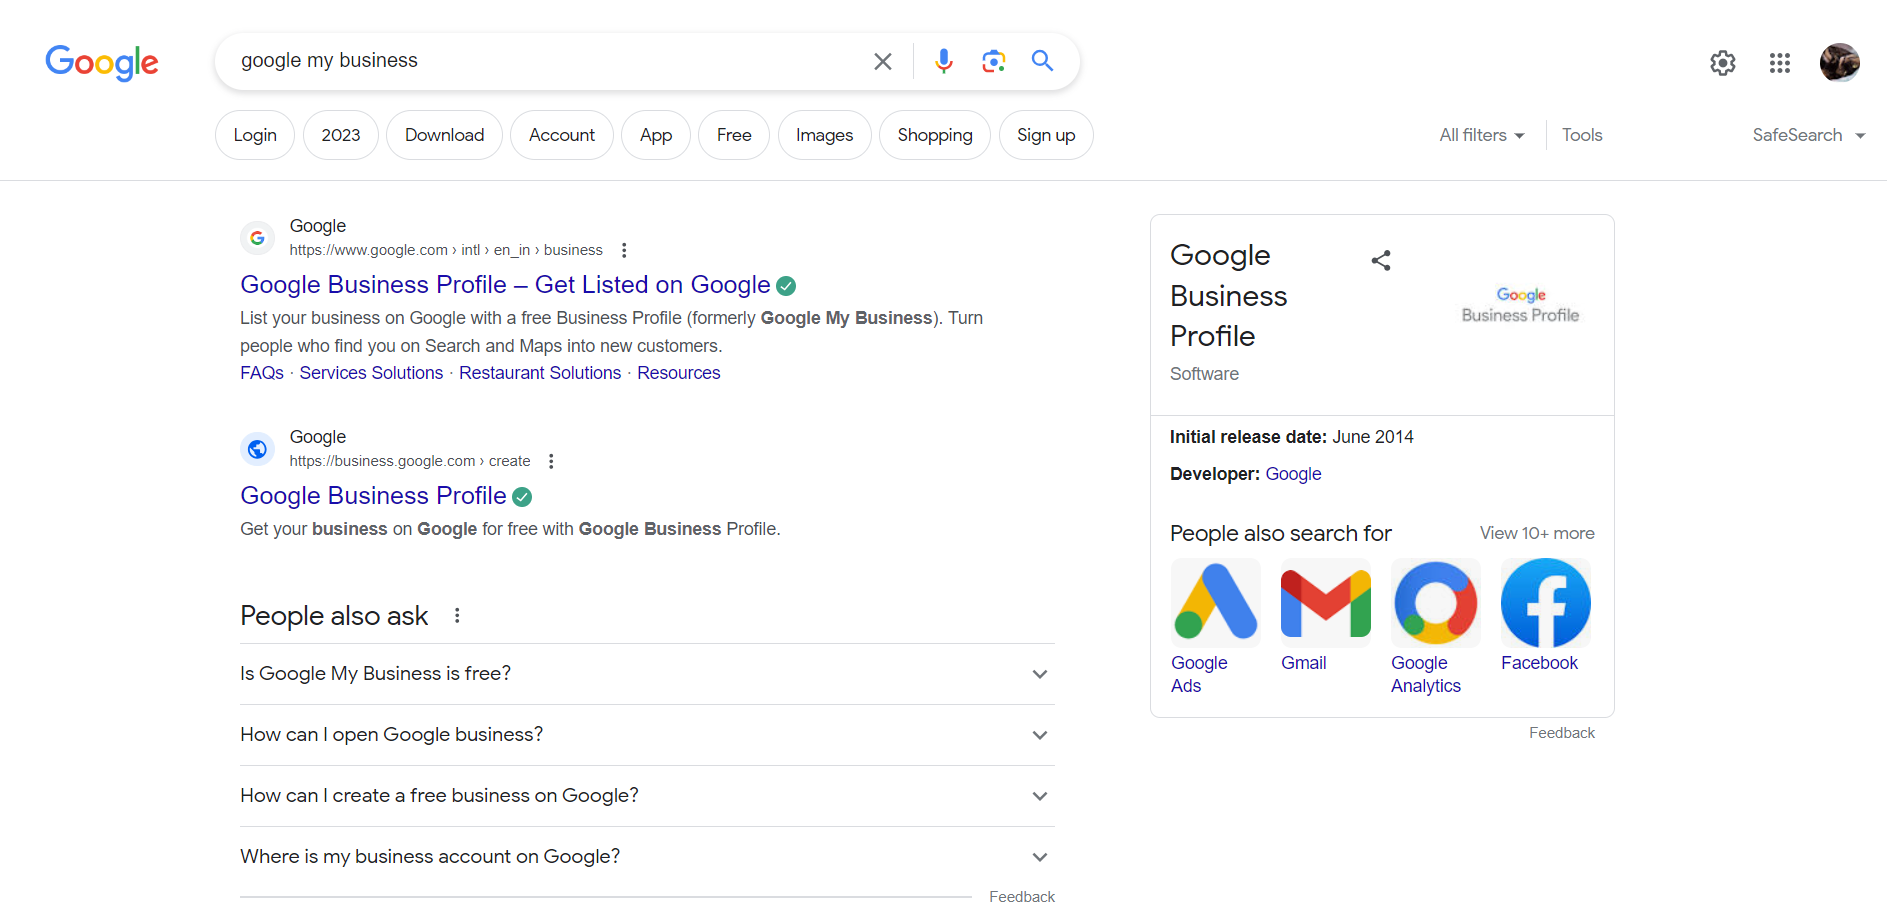 Google
google my business
Login
2023
Download
Account
App
Free
Images
Shopping
Sign up
All filters
Tools
SafeSearch
Google
https://www.google.com › intl › en_in › business
Google Business Profile – Get Listed on Google
List your business on Google with a free Business Profile (formerly Google My Business). Turn
people who find you on Search and Maps into new customers.
FAQs · Services Solutions · Restaurant Solutions · Resources
Google
https://business.google.com › create
Google Business Profile
Get your business on Google for free with Google Business Profile.
People also ask
Is Google My Business is free?
How can I open Google business?
How can I create a free business on Google?
Where is my business account on Google?
Feedback
Google
Business
Profile
Software
Google
Business Profile
Initial release date: June 2014
Developer: Google
People also search for
View 10+ more
Google
Ads
Gmail
Google
Analytics
Facebook
Feedback